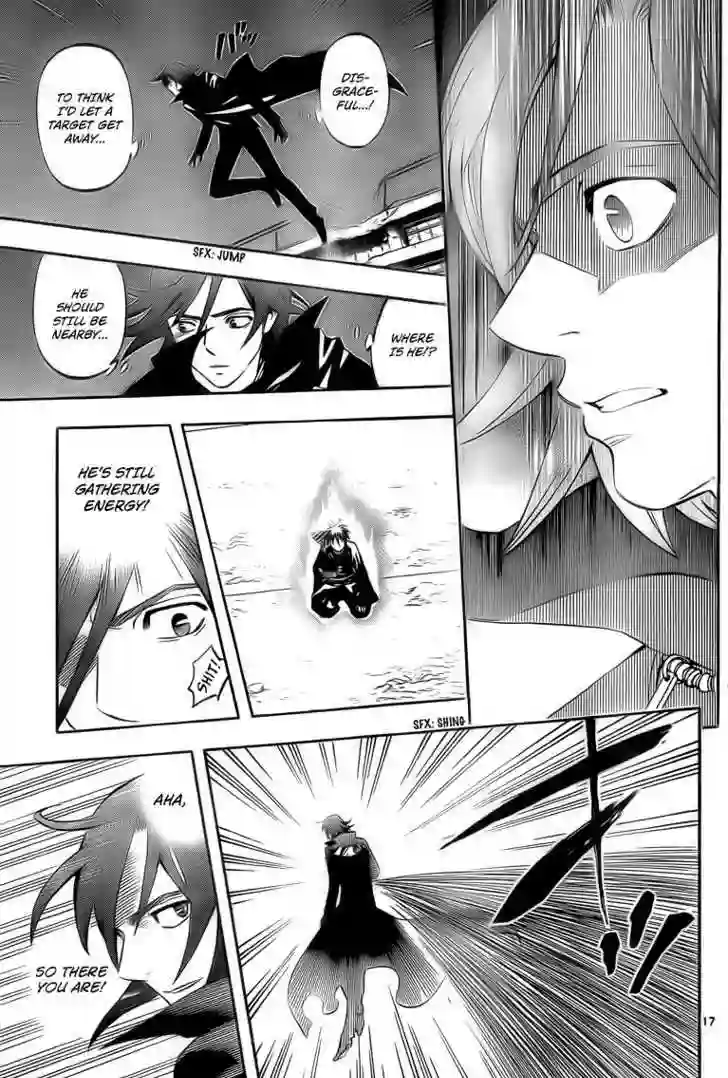 DIS-
GRACE-
FUL...!
TO THINK
I'D LET A
TARGET GET
AWAY...
SFX: JUMP
WHERE
IS HE!?
HE
SHOULD
STILL BE
NEARBY...
SFX: SHING
HE'S STILL
GATHERING
ENERGY!
SHIT!
AHA,
SO THERE
YOU ARE!
17